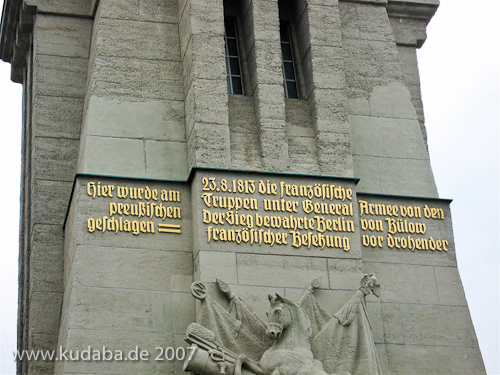 Hier wurde am 23.8.1813 die französische Armee von den
preußischen Truppen unter General von Bülow
geschlagen = der Sieg bewahrte Berlin vor drohender
französischer Besetzung
www.kudaba.de 2007